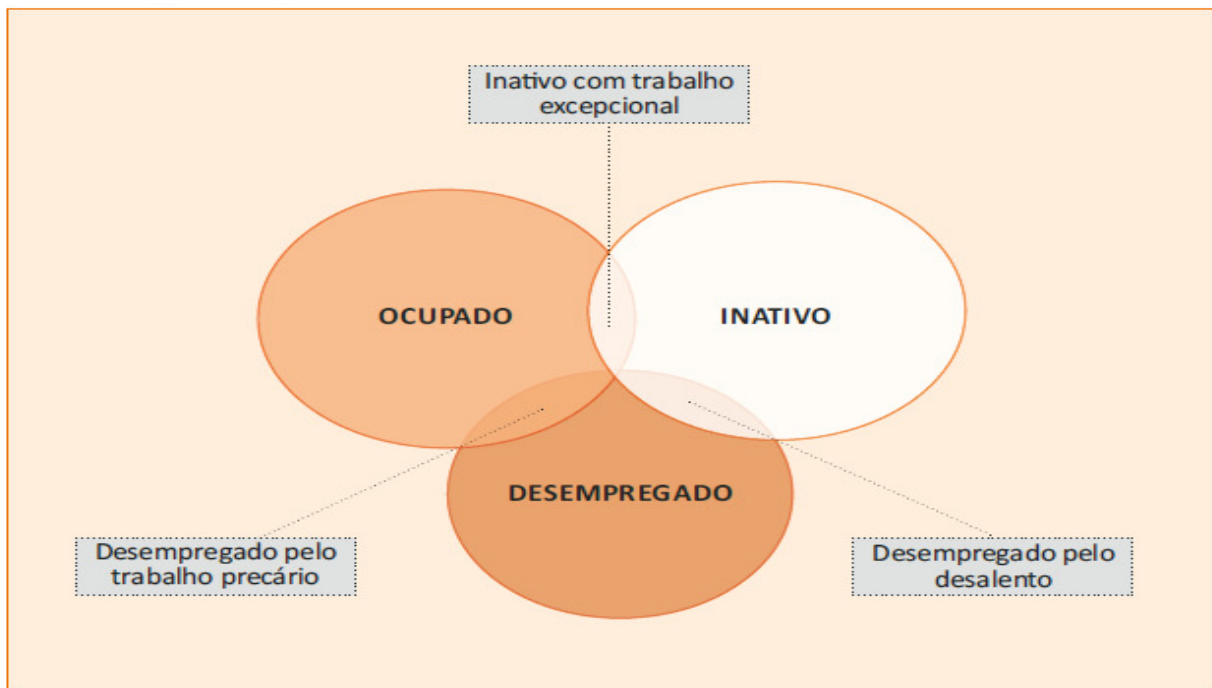 Inativo com trabalho
excepcional
OCUPADO
INATIVO
DESEMPREGADO
Desempregado pelo
trabalho precário
Desempregado pelo
desalento